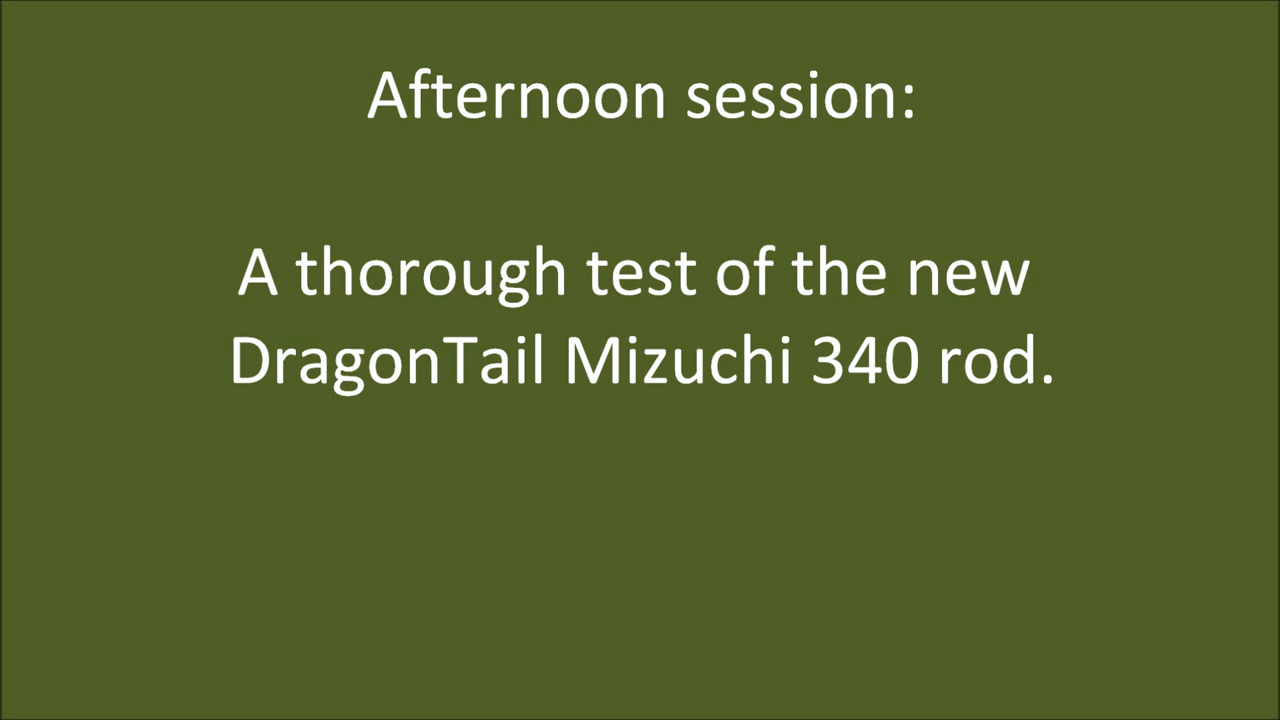 Afternoon session:
A thorough test of the new
DragonTail Mizuchi 340 rod.